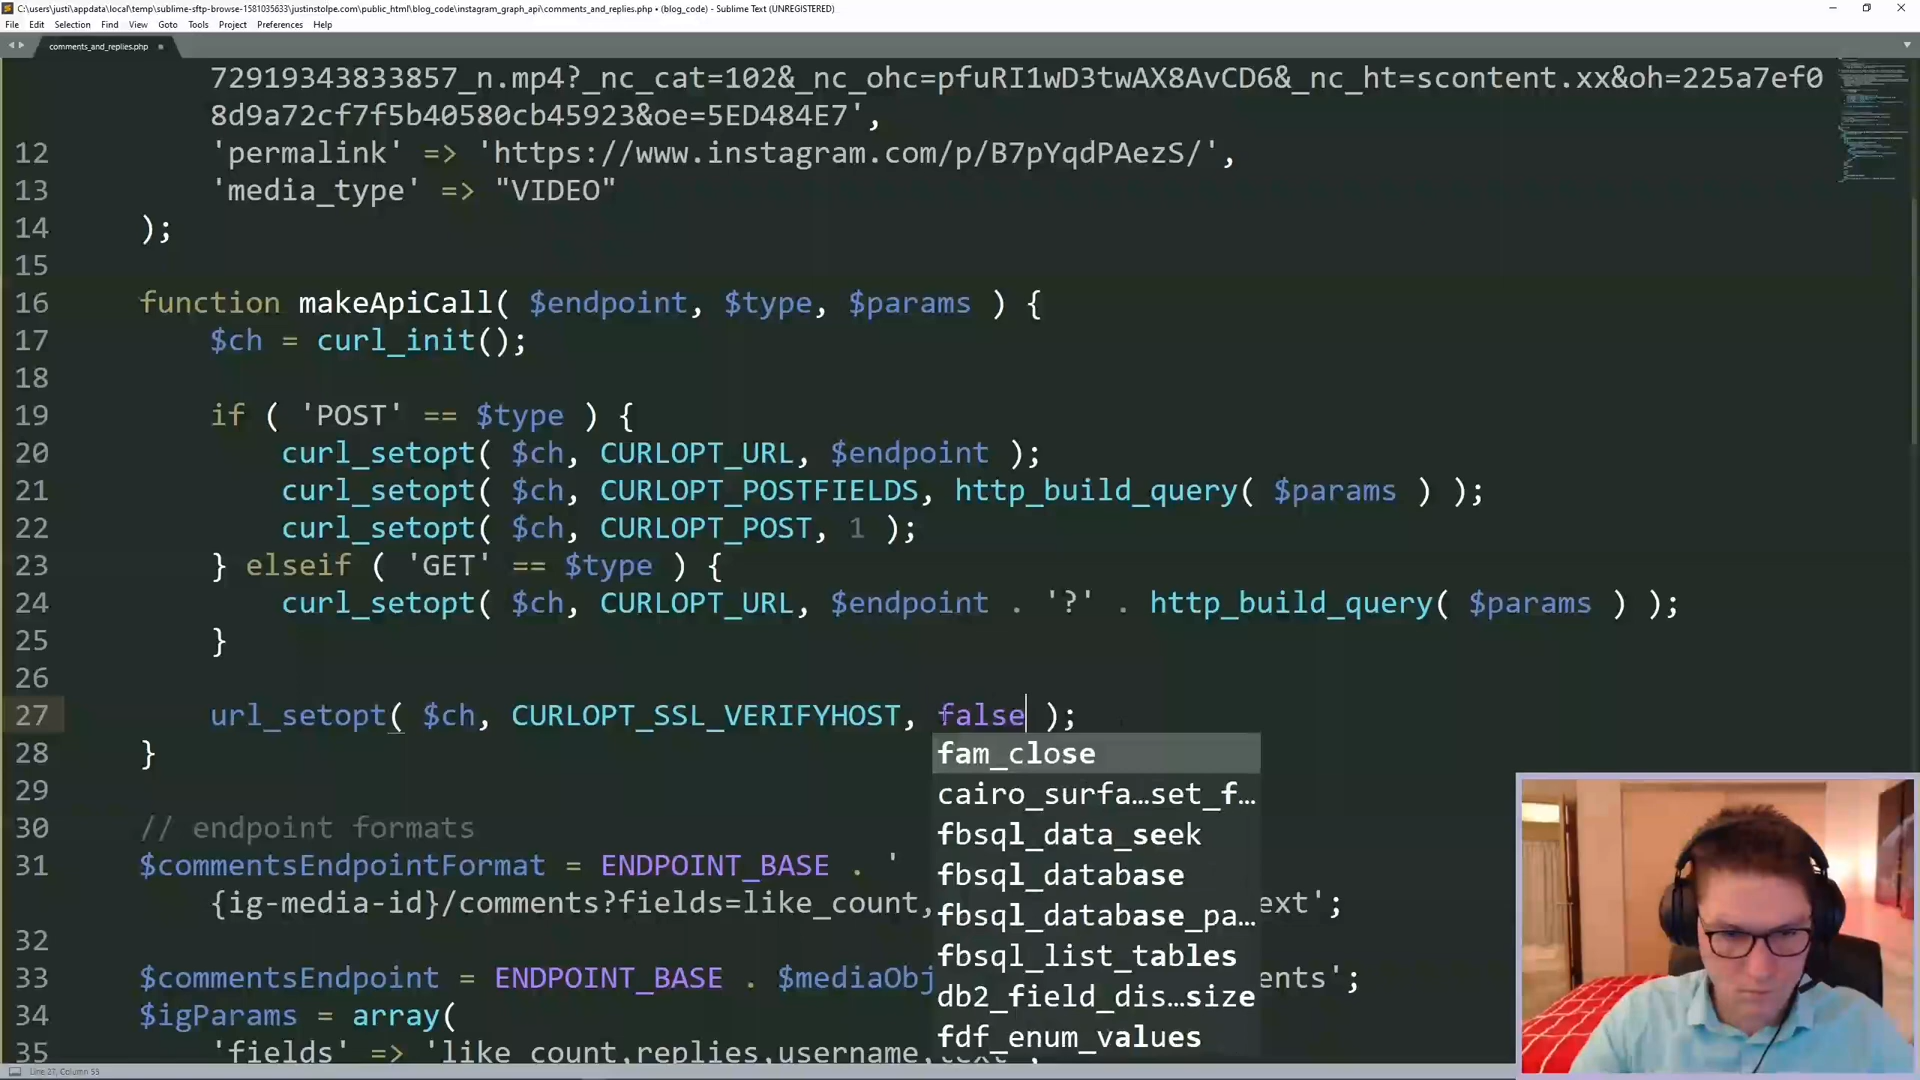 C:\users\justi\appdata\local\temp\sublime-sftp-browse-1581035633\justinstolpe.com\public_html\blog_code\instagram_graph_api\comments_and_replies.php • (blog_code) - Sublime Text (UNREGISTERED)
File Edit Selection Find View Goto Tools Project Preferences Help
comments_and_replies.php
72919343833857_n.mp4?_nc_cat=102&_nc_ohc=pfuRI1wD3twAX8AvCD6&_nc_ht=scontent.xx&oh=225a7ef0
8d9a72cf7f5b40580cb45923&oe=5ED484E7',
12 'permalink' => 'https://www.instagram.com/p/B7pYqdPAezS/',
13 'media_type' => "VIDEO"
14 );
15
16 function makeApiCall( $endpoint, $type, $params ) {
17 $ch = curl_init();
18
19 if ( 'POST' == $type ) {
20 curl_setopt( $ch, CURLOPT_URL, $endpoint );
21 curl_setopt( $ch, CURLOPT_POSTFIELDS, http_build_query( $params ) );
22 curl_setopt( $ch, CURLOPT_POST, 1 );
23 } elseif ( 'GET' == $type ) {
24 curl_setopt( $ch, CURLOPT_URL, $endpoint . '?' . http_build_query( $params ) );
25 }
26
27 url_setopt( $ch, CURLOPT_SSL_VERIFYHOST, false );
28 }
fam_close
29
cairo_surfa…set_f…
30 // endpoint formats
fbsql_data_seek
31 $commentsEndpointFormat = ENDPOINT_BASE . '
fbsql_database
{ig-media-id}/comments?fields=like_count, ext';
fbsql_database_pa…
32
fbsql_list_tables
33 $commentsEndpoint = ENDPOINT_BASE . $mediaObj ents';
db2_field_dis…size
34 $igParams = array(
fdf_enum_values
35 'fields' => 'like_count,replies,username,text',
Line 27, Column 55